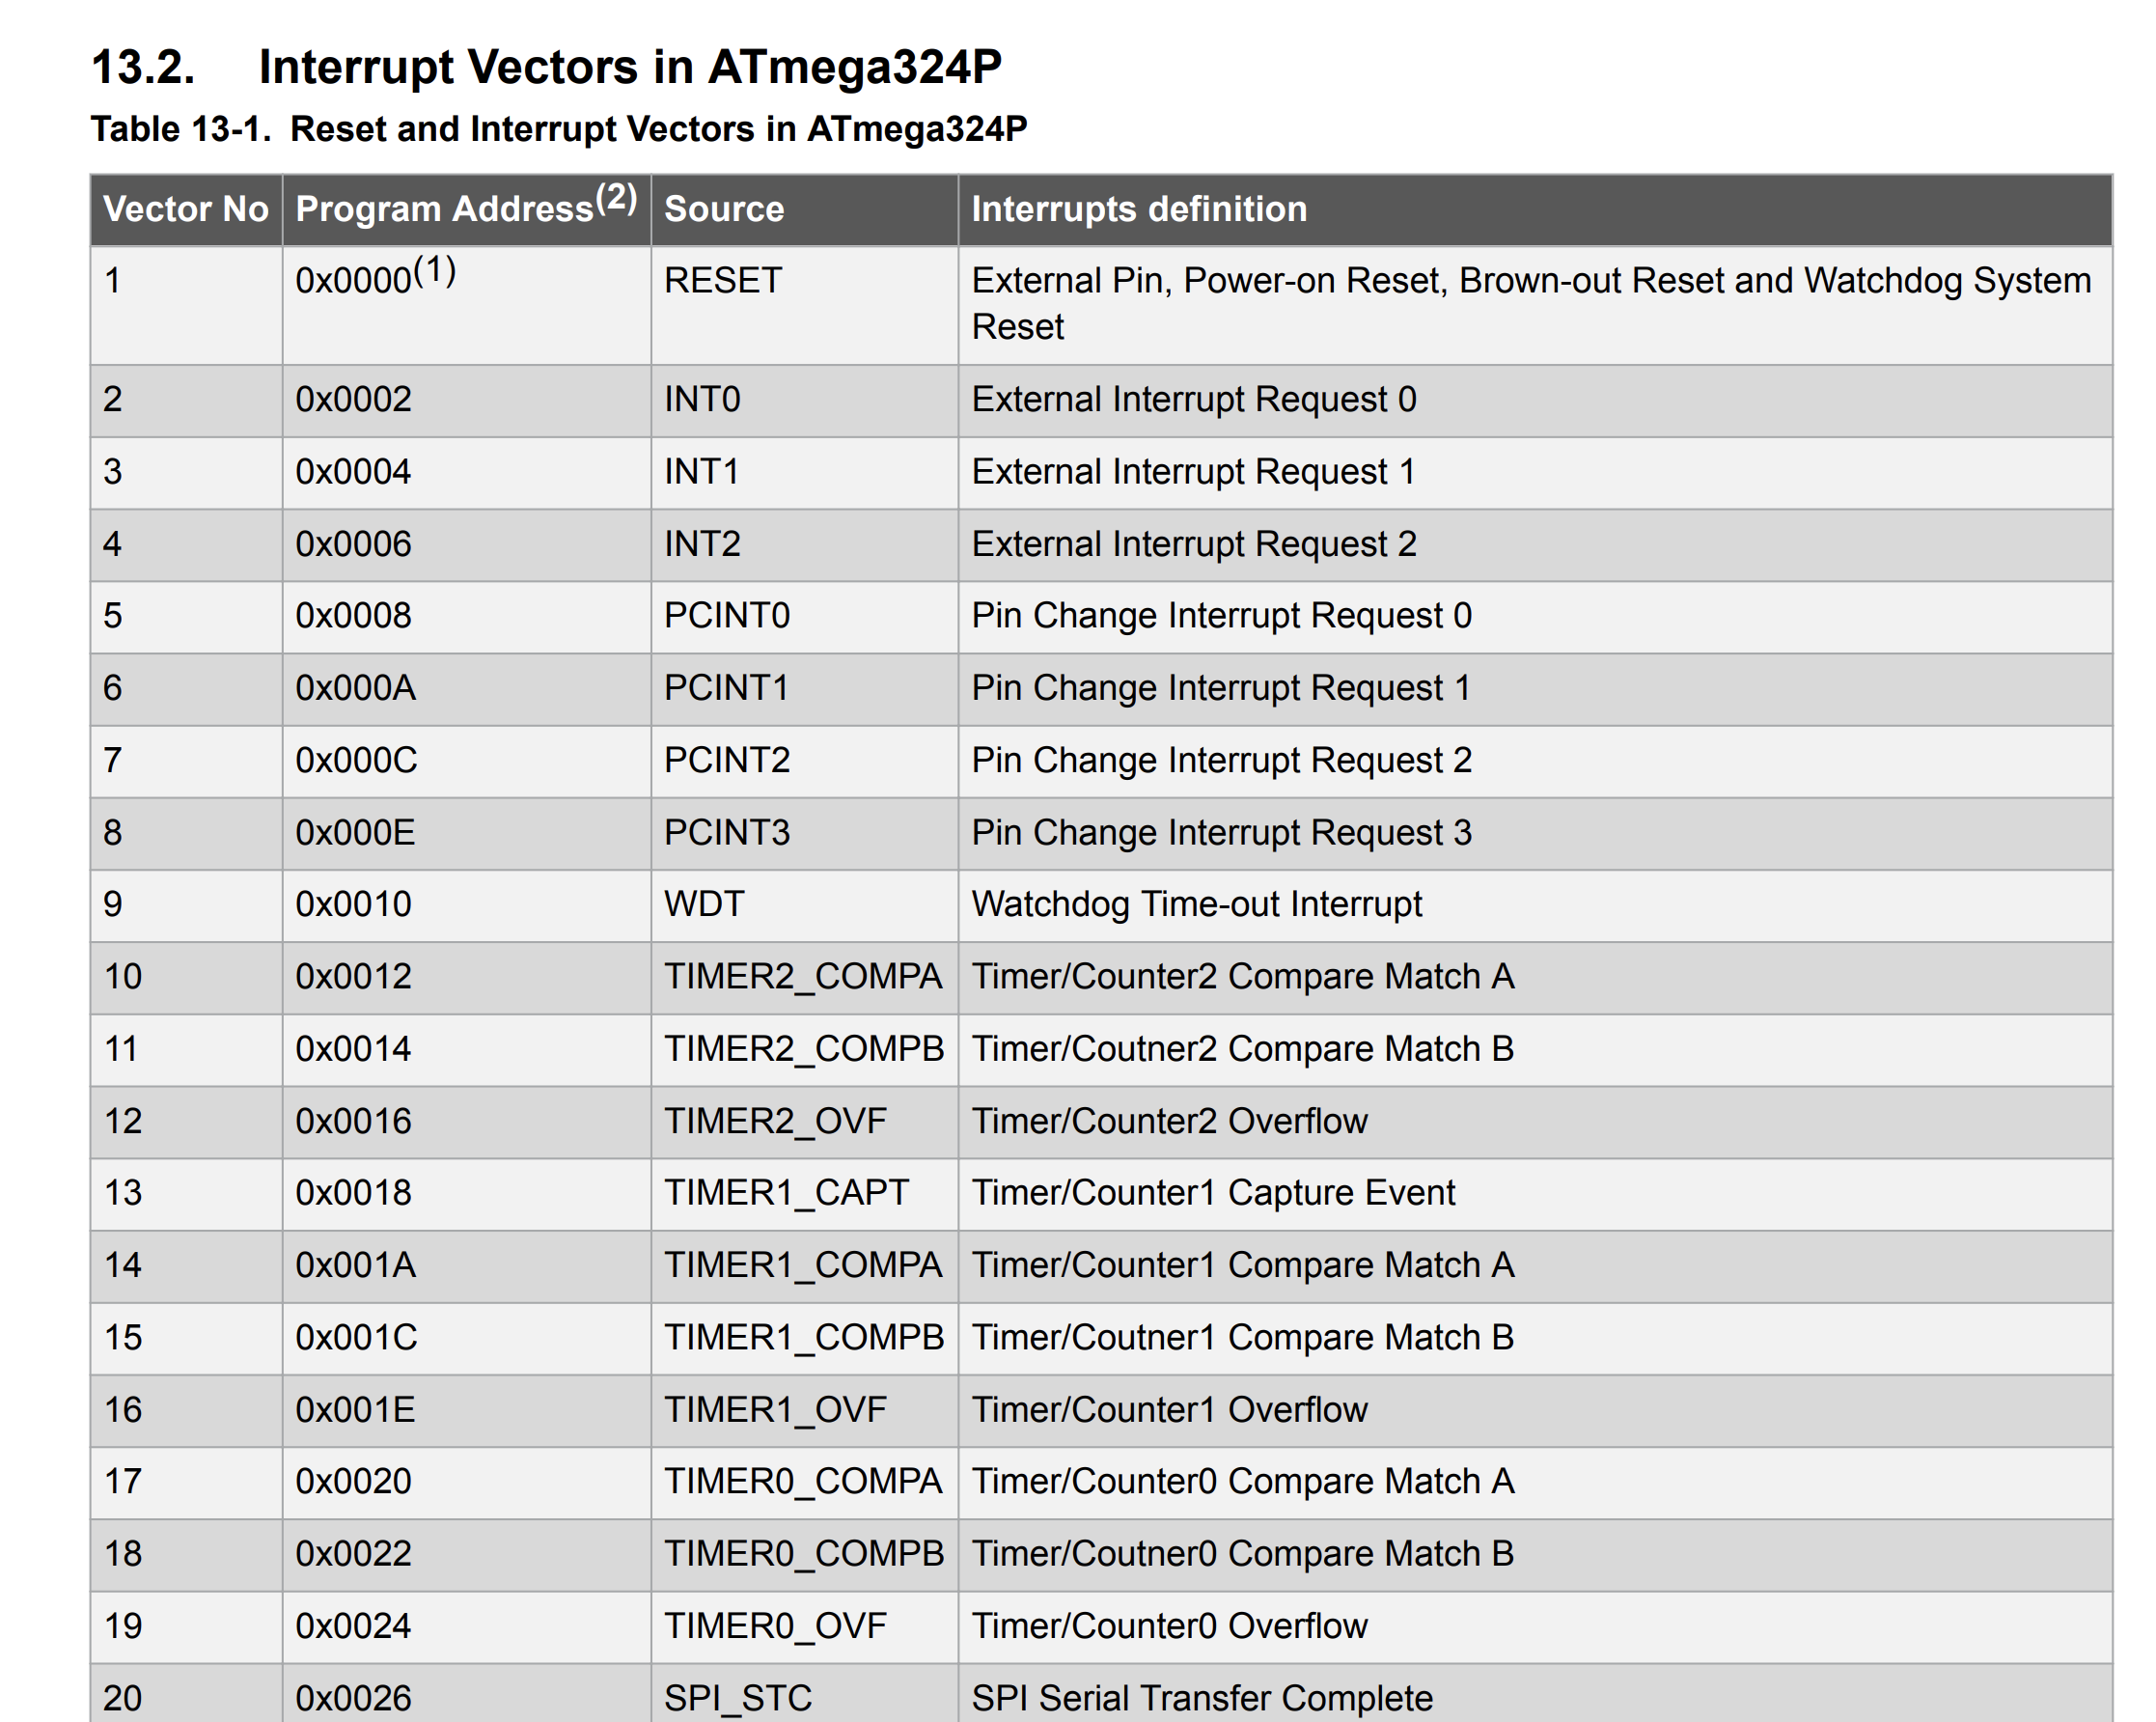 13.2. Interrupt Vectors in ATmega324P
Table 13-1. Reset and Interrupt Vectors in ATmega324P
Vector No Program Address(2) Source Interrupts definition
1 0x0000(1) RESET External Pin, Power-on Reset, Brown-out Reset and Watchdog System
Reset
2 0x0002 INT0 External Interrupt Request 0
3 0x0004 INT1 External Interrupt Request 1
4 0x0006 INT2 External Interrupt Request 2
5 0x0008 PCINT0 Pin Change Interrupt Request 0
6 0x000A PCINT1 Pin Change Interrupt Request 1
7 0x000C PCINT2 Pin Change Interrupt Request 2
8 0x000E PCINT3 Pin Change Interrupt Request 3
9 0x0010 WDT Watchdog Time-out Interrupt
10 0x0012 TIMER2_COMPA Timer/Counter2 Compare Match A
11 0x0014 TIMER2_COMPB Timer/Coutner2 Compare Match B
12 0x0016 TIMER2_OVF Timer/Counter2 Overflow
13 0x0018 TIMER1_CAPT Timer/Counter1 Capture Event
14 0x001A TIMER1_COMPA Timer/Counter1 Compare Match A
15 0x001C TIMER1_COMPB Timer/Coutner1 Compare Match B
16 0x001E TIMER1_OVF Timer/Counter1 Overflow
17 0x0020 TIMER0_COMPA Timer/Counter0 Compare Match A
18 0x0022 TIMER0_COMPB Timer/Coutner0 Compare Match B
19 0x0024 TIMER0_OVF Timer/Counter0 Overflow
20 0x0026 SPI_STC SPI Serial Transfer Complete